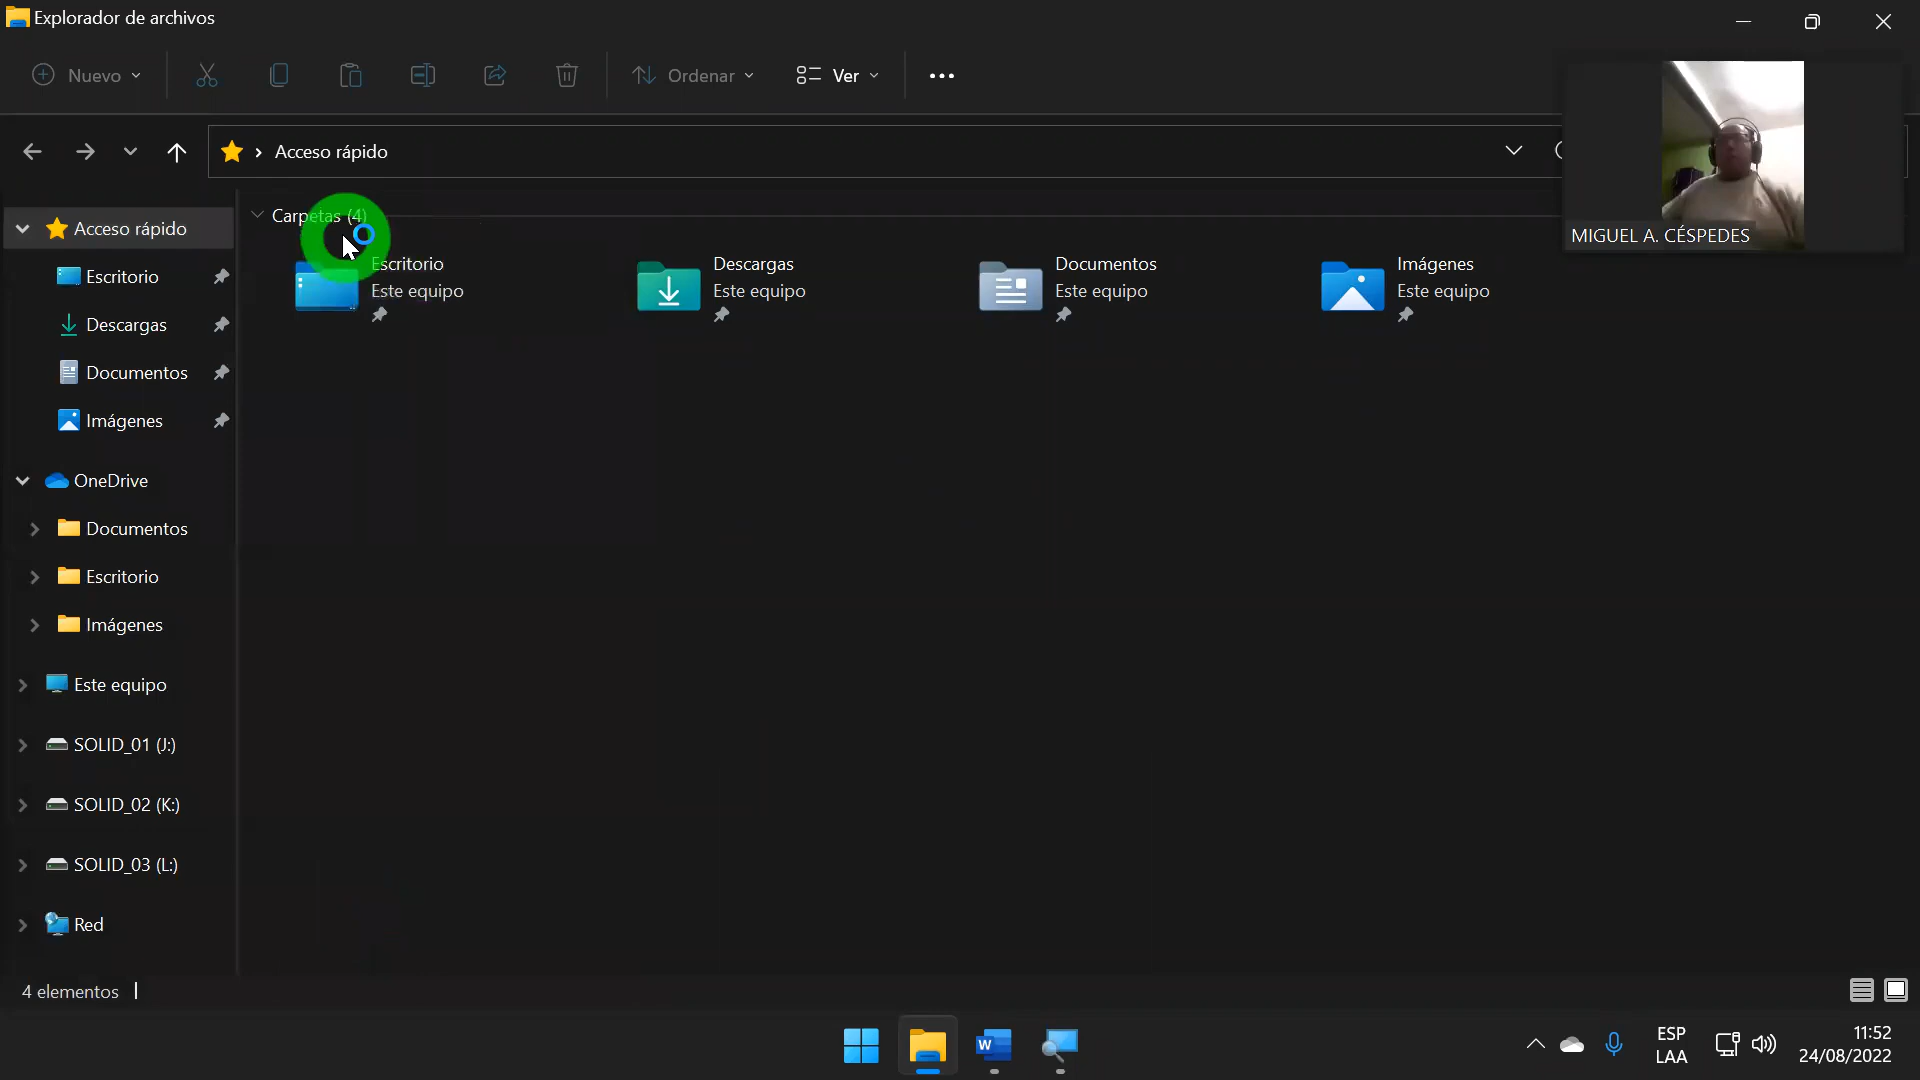 Explorador de archivos
Nuevo
Ordenar
Ver
Acceso rápido
MIGUEL A. CÉSPEDES
Acceso rápido
Escritorio
Descargas
Documentos
Imágenes
OneDrive
Documentos
Escritorio
Imágenes
Este equipo
SOLID_01 (J:)
SOLID_02 (K:)
SOLID_03 (L:)
Red
Carpetas (4)
Escritorio
Este equipo
Descargas
Este equipo
Documentos
Este equipo
Imágenes
Este equipo
4 elementos
W
ESP
LAA
11:52
24/08/2022